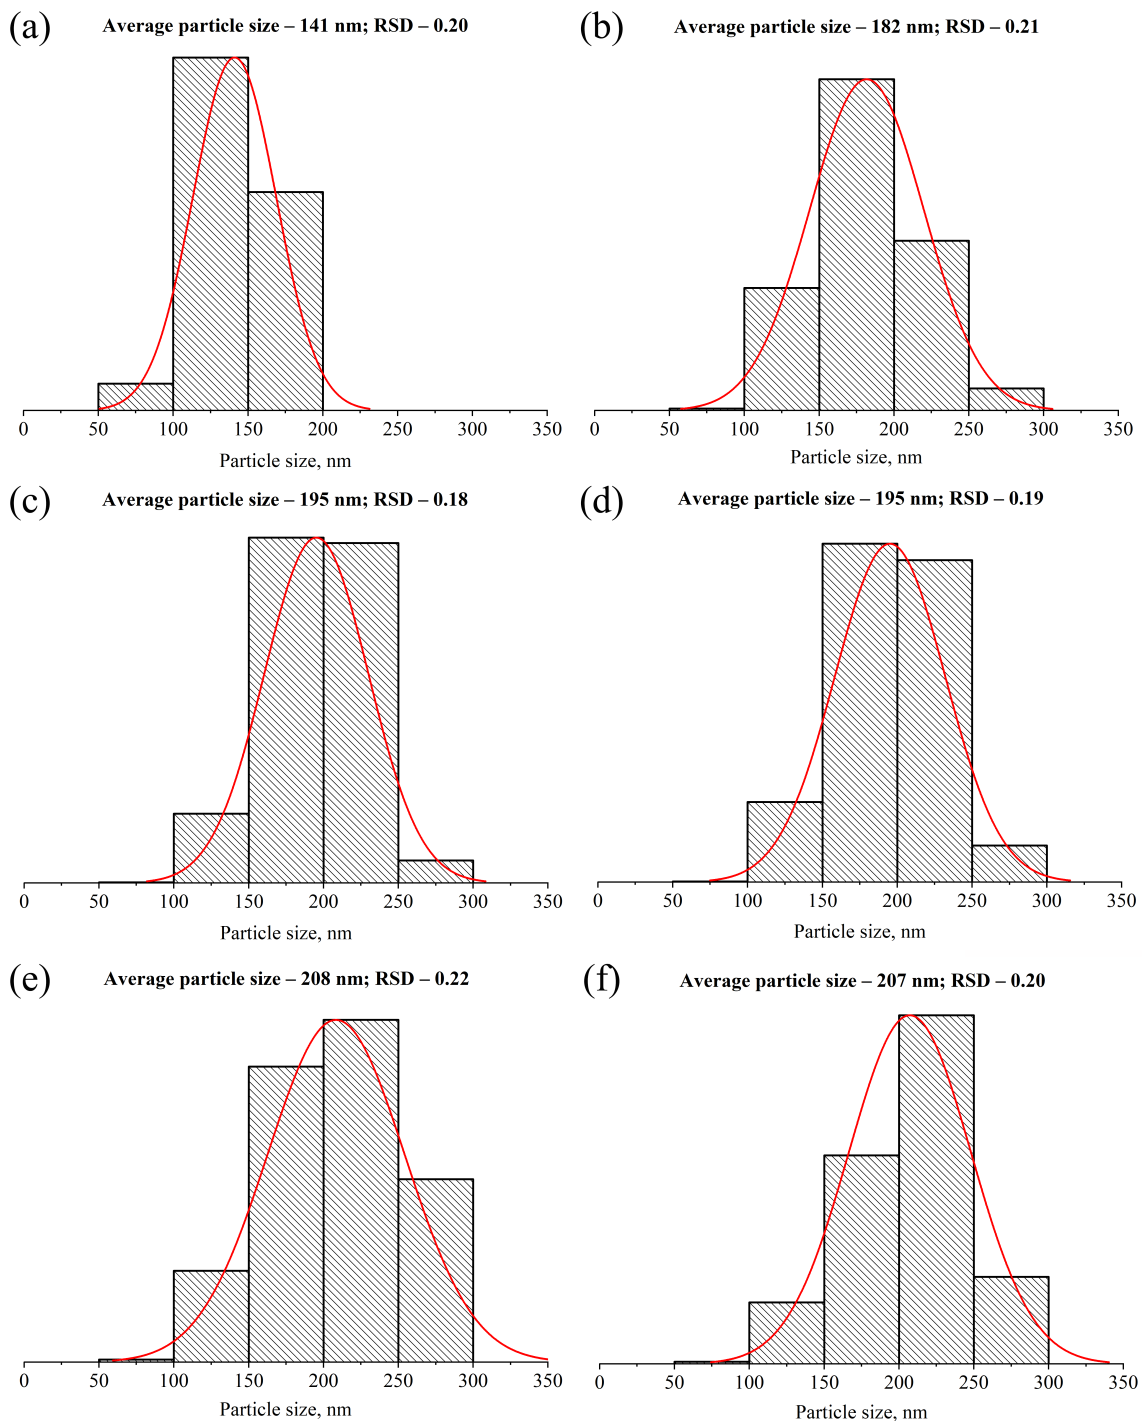 (a) Average particle size – 141 nm; RSD – 0.20
0 50 100 150 200 250 300 350
Particle size, nm
(b) Average particle size – 182 nm; RSD – 0.21
0 50 100 150 200 250 300 350
Particle size, nm
(c) Average particle size – 195 nm; RSD – 0.18
0 50 100 150 200 250 300 350
Particle size, nm
(d) Average particle size – 195 nm; RSD – 0.19
0 50 100 150 200 250 300 350
Particle size, nm
(e) Average particle size – 208 nm; RSD – 0.22
0 50 100 150 200 250 300 350
Particle size, nm
(f) Average particle size – 207 nm; RSD – 0.20
0 50 100 150 200 250 300 350
Particle size, nm